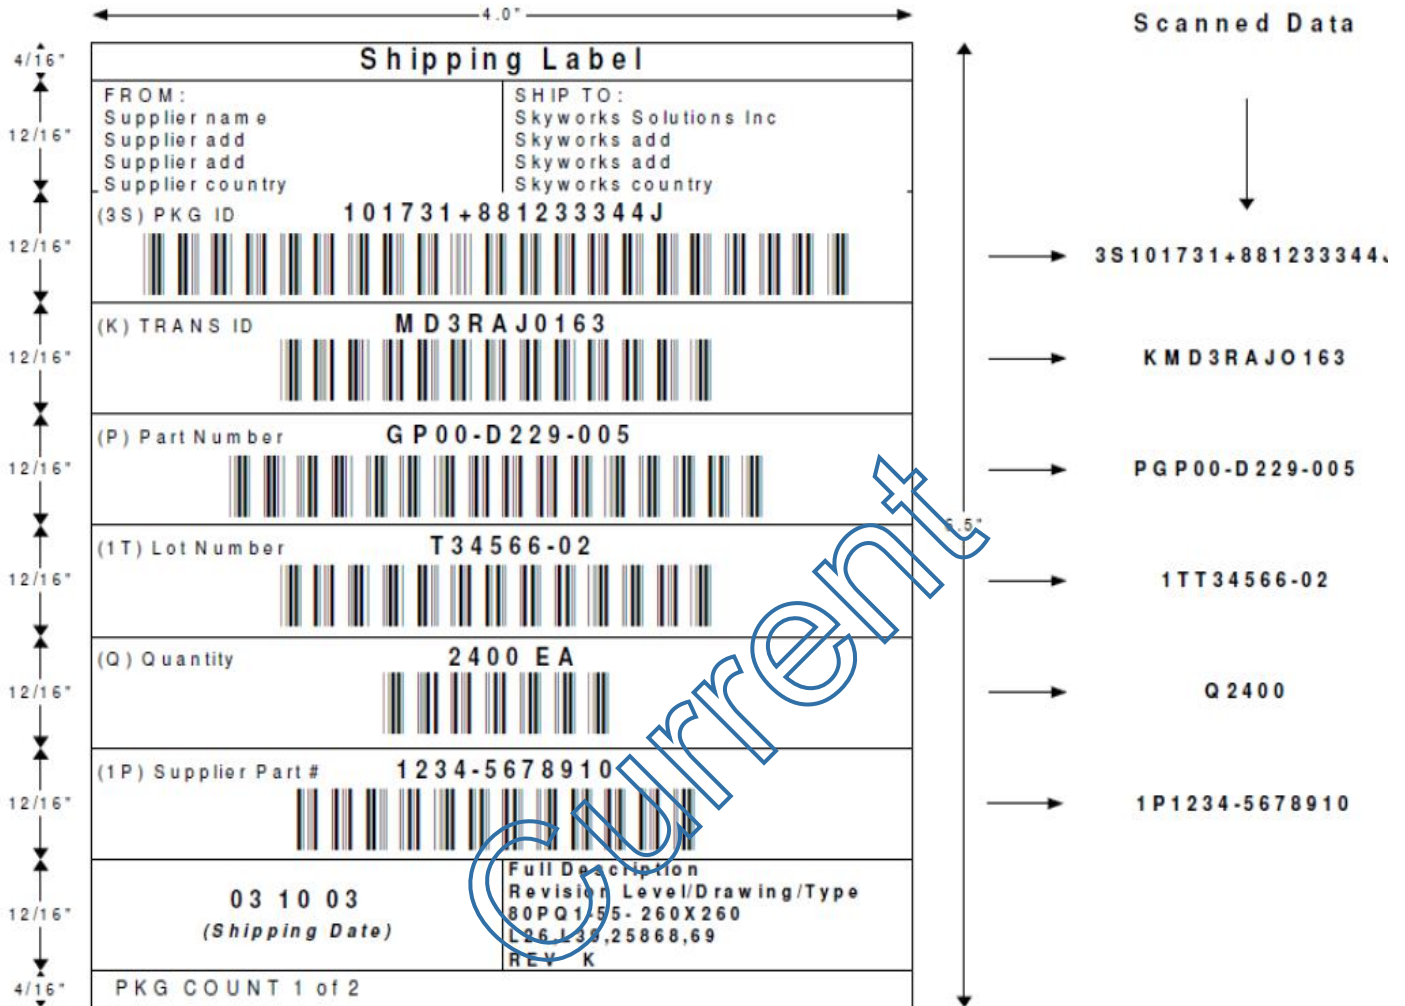 4.0"
Scanned Data
4/16"
Shipping Label
12/16"
FROM:
Supplier name
Supplier add
Supplier add
Supplier country
SHIP TO:
Skyworks Solutions Inc
Skyworks add
Skyworks add
Skyworks country
12/16"
(3S) PKG ID 101731+881233344J
3S101731+881233344J
12/16"
(K) TRANS ID MD3RAJ0163
KMD3RAJO163
12/16"
(P) Part Number GP00-D229-005
PGP00-D229-005
6.5"
12/16"
(1T) Lot Number T34566-02
1TT34566-02
12/16"
(Q) Quantity 2400 EA
Q2400
12/16"
(1P) Supplier Part # 1234-5678910
1P1234-5678910
12/16"
03 10 03
(Shipping Date)
Full Description
Revision Level/Drawing/Type
80PQ1-55-260X260
L26,L39,25868,69
REV K
4/16"
PKG COUNT 1 of 2
Current